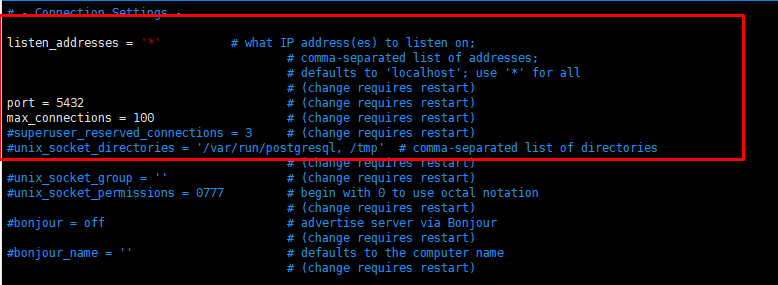 # - Connection Settings -
listen_addresses = '*' # what IP address(es) to listen on;
# comma-separated list of addresses;
# defaults to 'localhost'; use '*' for all
# (change requires restart)
port = 5432 # (change requires restart)
max_connections = 100 # (change requires restart)
#superuser_reserved_connections = 3 # (change requires restart)
#unix_socket_directories = '/var/run/postgresql, /tmp' # comma-separated list of directories
# (change requires restart)
#unix_socket_group = '' # (change requires restart)
#unix_socket_permissions = 0777 # begin with 0 to use octal notation
# (change requires restart)
#bonjour = off # advertise server via Bonjour
# (change requires restart)
#bonjour_name = '' # defaults to the computer name
# (change requires restart)